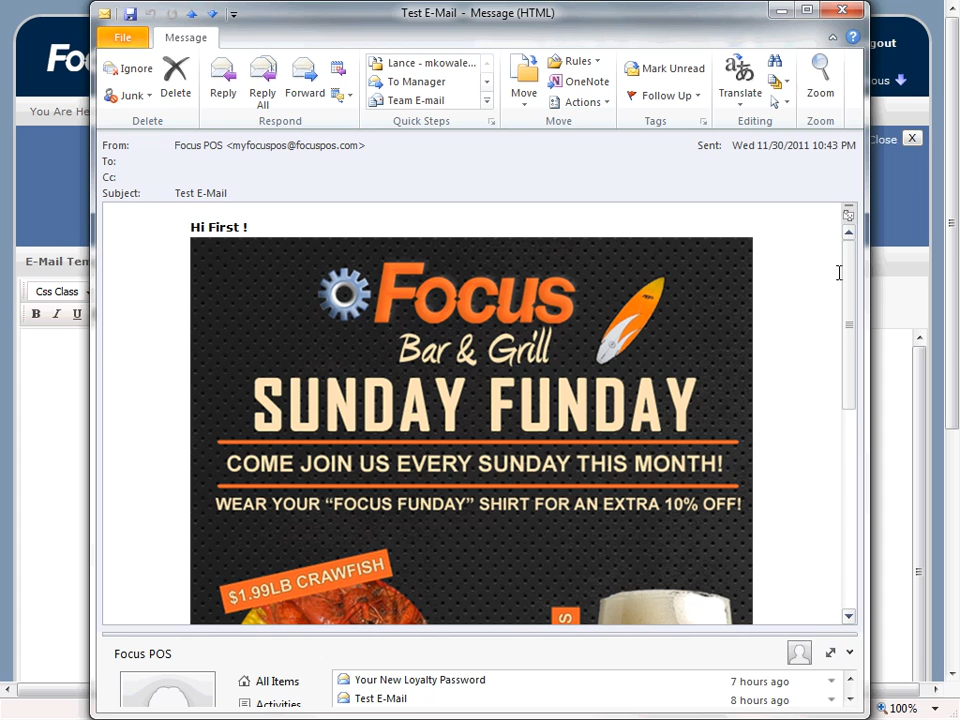 Test E-Mail - Message (HTML)
File
Message
Ignore
Junk
Delete
Delete
Reply
Reply All
Forward
Respond
Lance - mkowale...
To Manager
Team E-mail
Quick Steps
Move
Rules
OneNote
Actions
Move
Mark Unread
Follow Up
Tags
Translate
Editing
Zoom
Zoom
Foc
gout
You Are He
ous
Close X
From: Focus POS <myfocuspos@focuspos.com>
Sent: Wed 11/30/2011 10:43 PM
To:
Cc:
Subject: Test E-Mail
E-Mail Tem
Css Class
B I U
Hi First !
Focus
Bar & Grill
SUNDAY FUNDAY
COME JOIN US EVERY SUNDAY THIS MONTH!
WEAR YOUR “FOCUS FUNDAY” SHIRT FOR AN EXTRA 10% OFF!
$1.99LB CRAWFISH
S
Focus POS
All Items
Activities
Your New Loyalty Password 7 hours ago
Test E-Mail 8 hours ago
100%